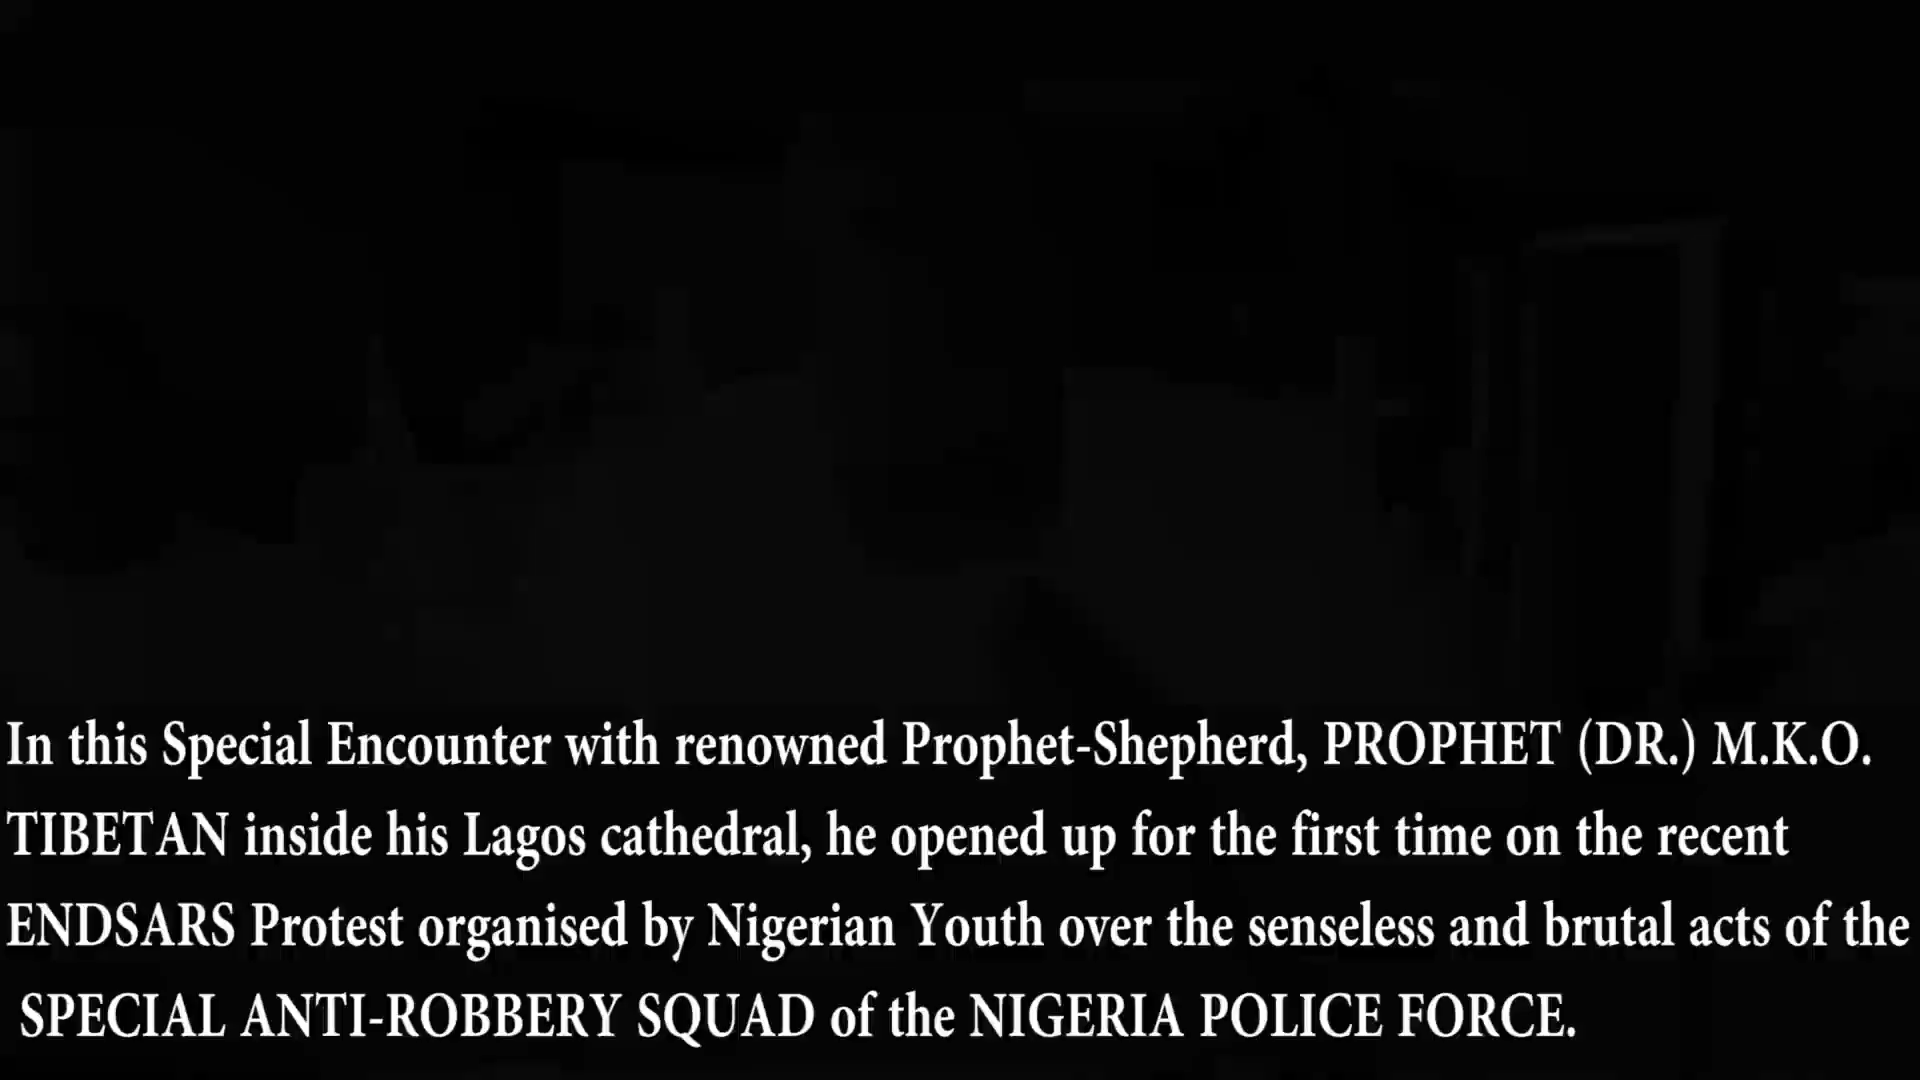 In this Special Encounter with renowned Prophet-Shepherd, PROPHET (DR.) M.K.O.
TIBETAN inside his Lagos cathedral, he opened up for the first time on the recent
ENDSARS Protest organised by Nigerian Youth over the senseless and brutal acts of the
SPECIAL ANTI-ROBBERY SQUAD of the NIGERIA POLICE FORCE.